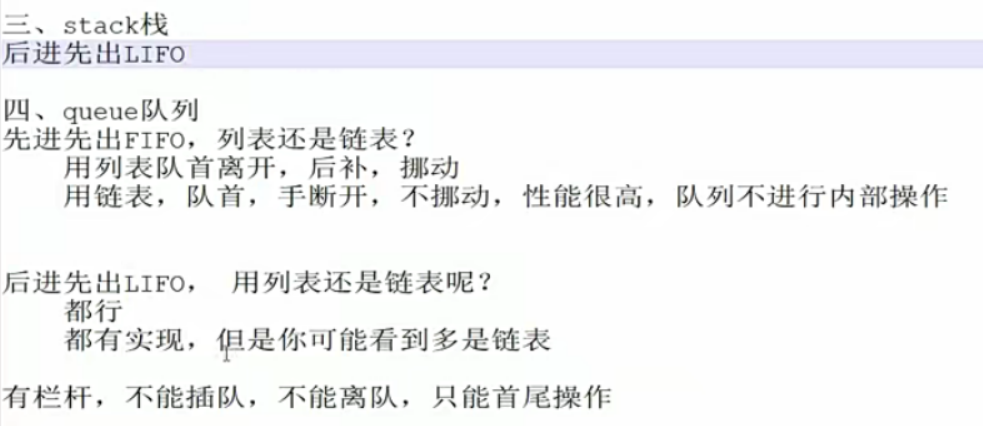 三、stack栈
后进先出LIFO
四、queue队列
先进先出FIFO，列表还是链表？
用列表队首离开，后补，挪动
用链表，队首，手断开，不挪动，性能很高，队列不进行内部操作
后进先出LIFO， 用列表还是链表呢？
都行
都有实现，但是你可能看到多是链表
有栏杆，不能插队，不能离队，只能首尾操作